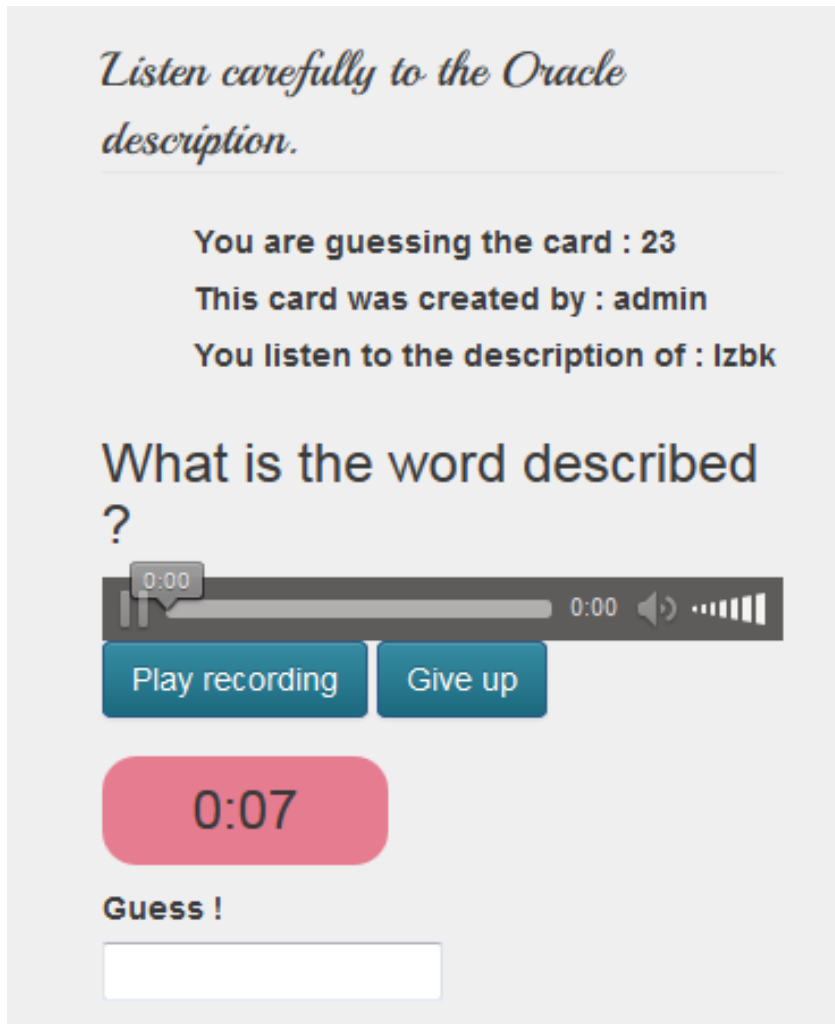 Listen carefully to the Oracle
description.
You are guessing the card : 23
This card was created by : admin
You listen to the description of : lzbk
What is the word described
?
0:00
0:00
Play recording Give up
0:07
Guess !